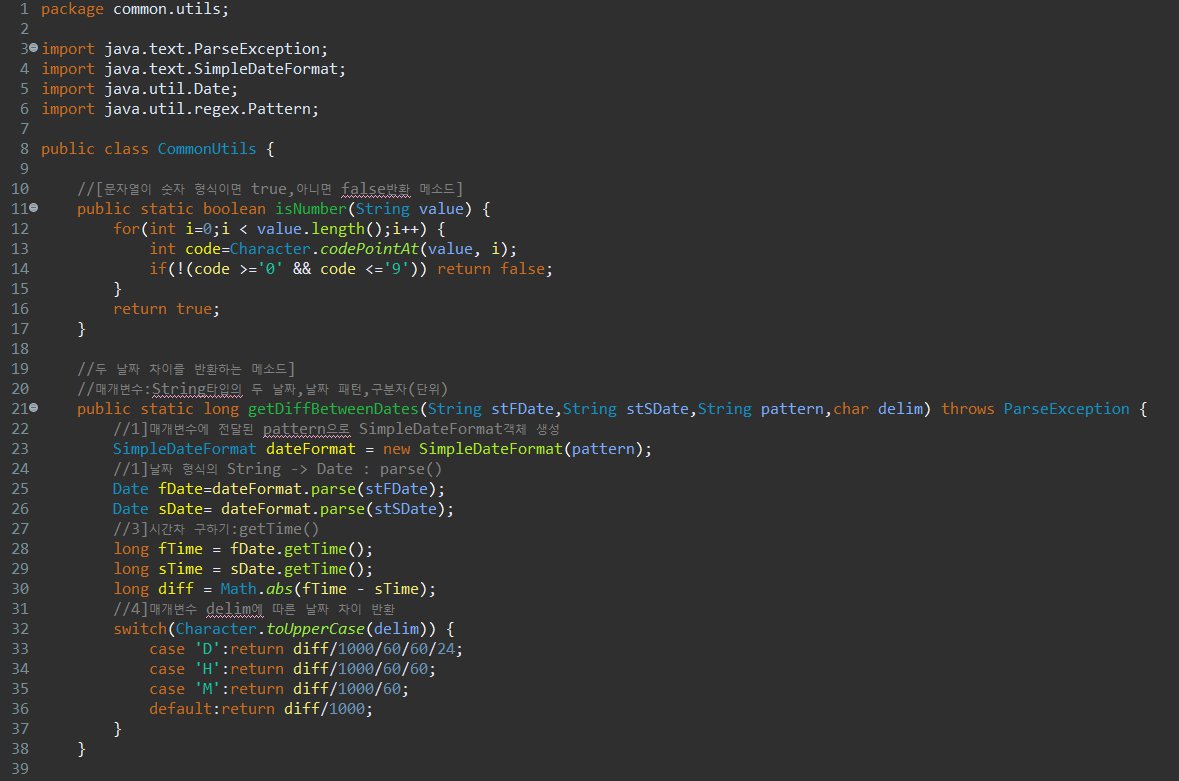 1 package common.utils;
2
3 import java.text.ParseException;
4 import java.text.SimpleDateFormat;
5 import java.util.Date;
6 import java.util.regex.Pattern;
7
8 public class CommonUtils {
9
10     //[문자열이 숫자 형식이면 true,아니면 false반환 메소드]
11     public static boolean isNumber(String value) {
12         for(int i=0;i < value.length();i++) {
13             int code=Character.codePointAt(value, i);
14             if(!(code >='0' && code <='9')) return false;
15         }
16         return true;
17     }
18
19     //두 날짜 차이를 반환하는 메소드]
20     //매개변수:String타입의 두 날짜,날짜 패턴,구분자(단위)
21     public static long getDiffBetweenDates(String stFDate,String stSDate,String pattern,char delim) throws ParseException {
22         //1]매개변수에 전달된 pattern으로 SimpleDateFormat객체 생성
23         SimpleDateFormat dateFormat = new SimpleDateFormat(pattern);
24         //1]날짜 형식의 String -> Date : parse()
25         Date fDate=dateFormat.parse(stFDate);
26         Date sDate= dateFormat.parse(stSDate);
27         //3]시간차 구하기:getTime()
28         long fTime = fDate.getTime();
29         long sTime = sDate.getTime();
30         long diff = Math.abs(fTime - sTime);
31         //4]매개변수 delim에 따른 날짜 차이 반환
32         switch(Character.toUpperCase(delim)) {
33             case 'D':return diff/1000/60/60/24;
34             case 'H':return diff/1000/60/60;
35             case 'M':return diff/1000/60;
36             default:return diff/1000;
37         }
38     }
39